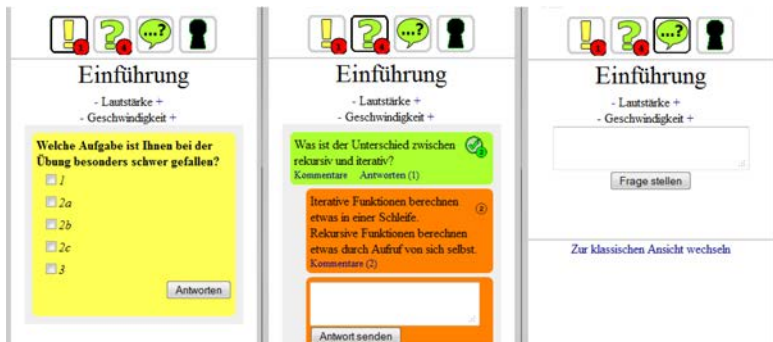 Einführung
- Lautstärke +
- Geschwindigkeit +
Welche Aufgabe ist Ihnen bei der
Übung besonders schwer gefallen?
1
2a
2b
2c
3
Antworten
Einführung
- Lautstärke +
- Geschwindigkeit +
Was ist der Unterschied zwischen
rekursiv und iterativ?
Kommentare Antworten (1)
Iterative Funktionen berechnen
etwas in einer Schleife.
Rekursive Funktionen berechnen
etwas durch Aufruf von sich selbst.
Kommentare (2)
Antwort senden
...?
Einführung
- Lautstärke +
- Geschwindigkeit +
Frage stellen
Zur klassischen Ansicht wechseln